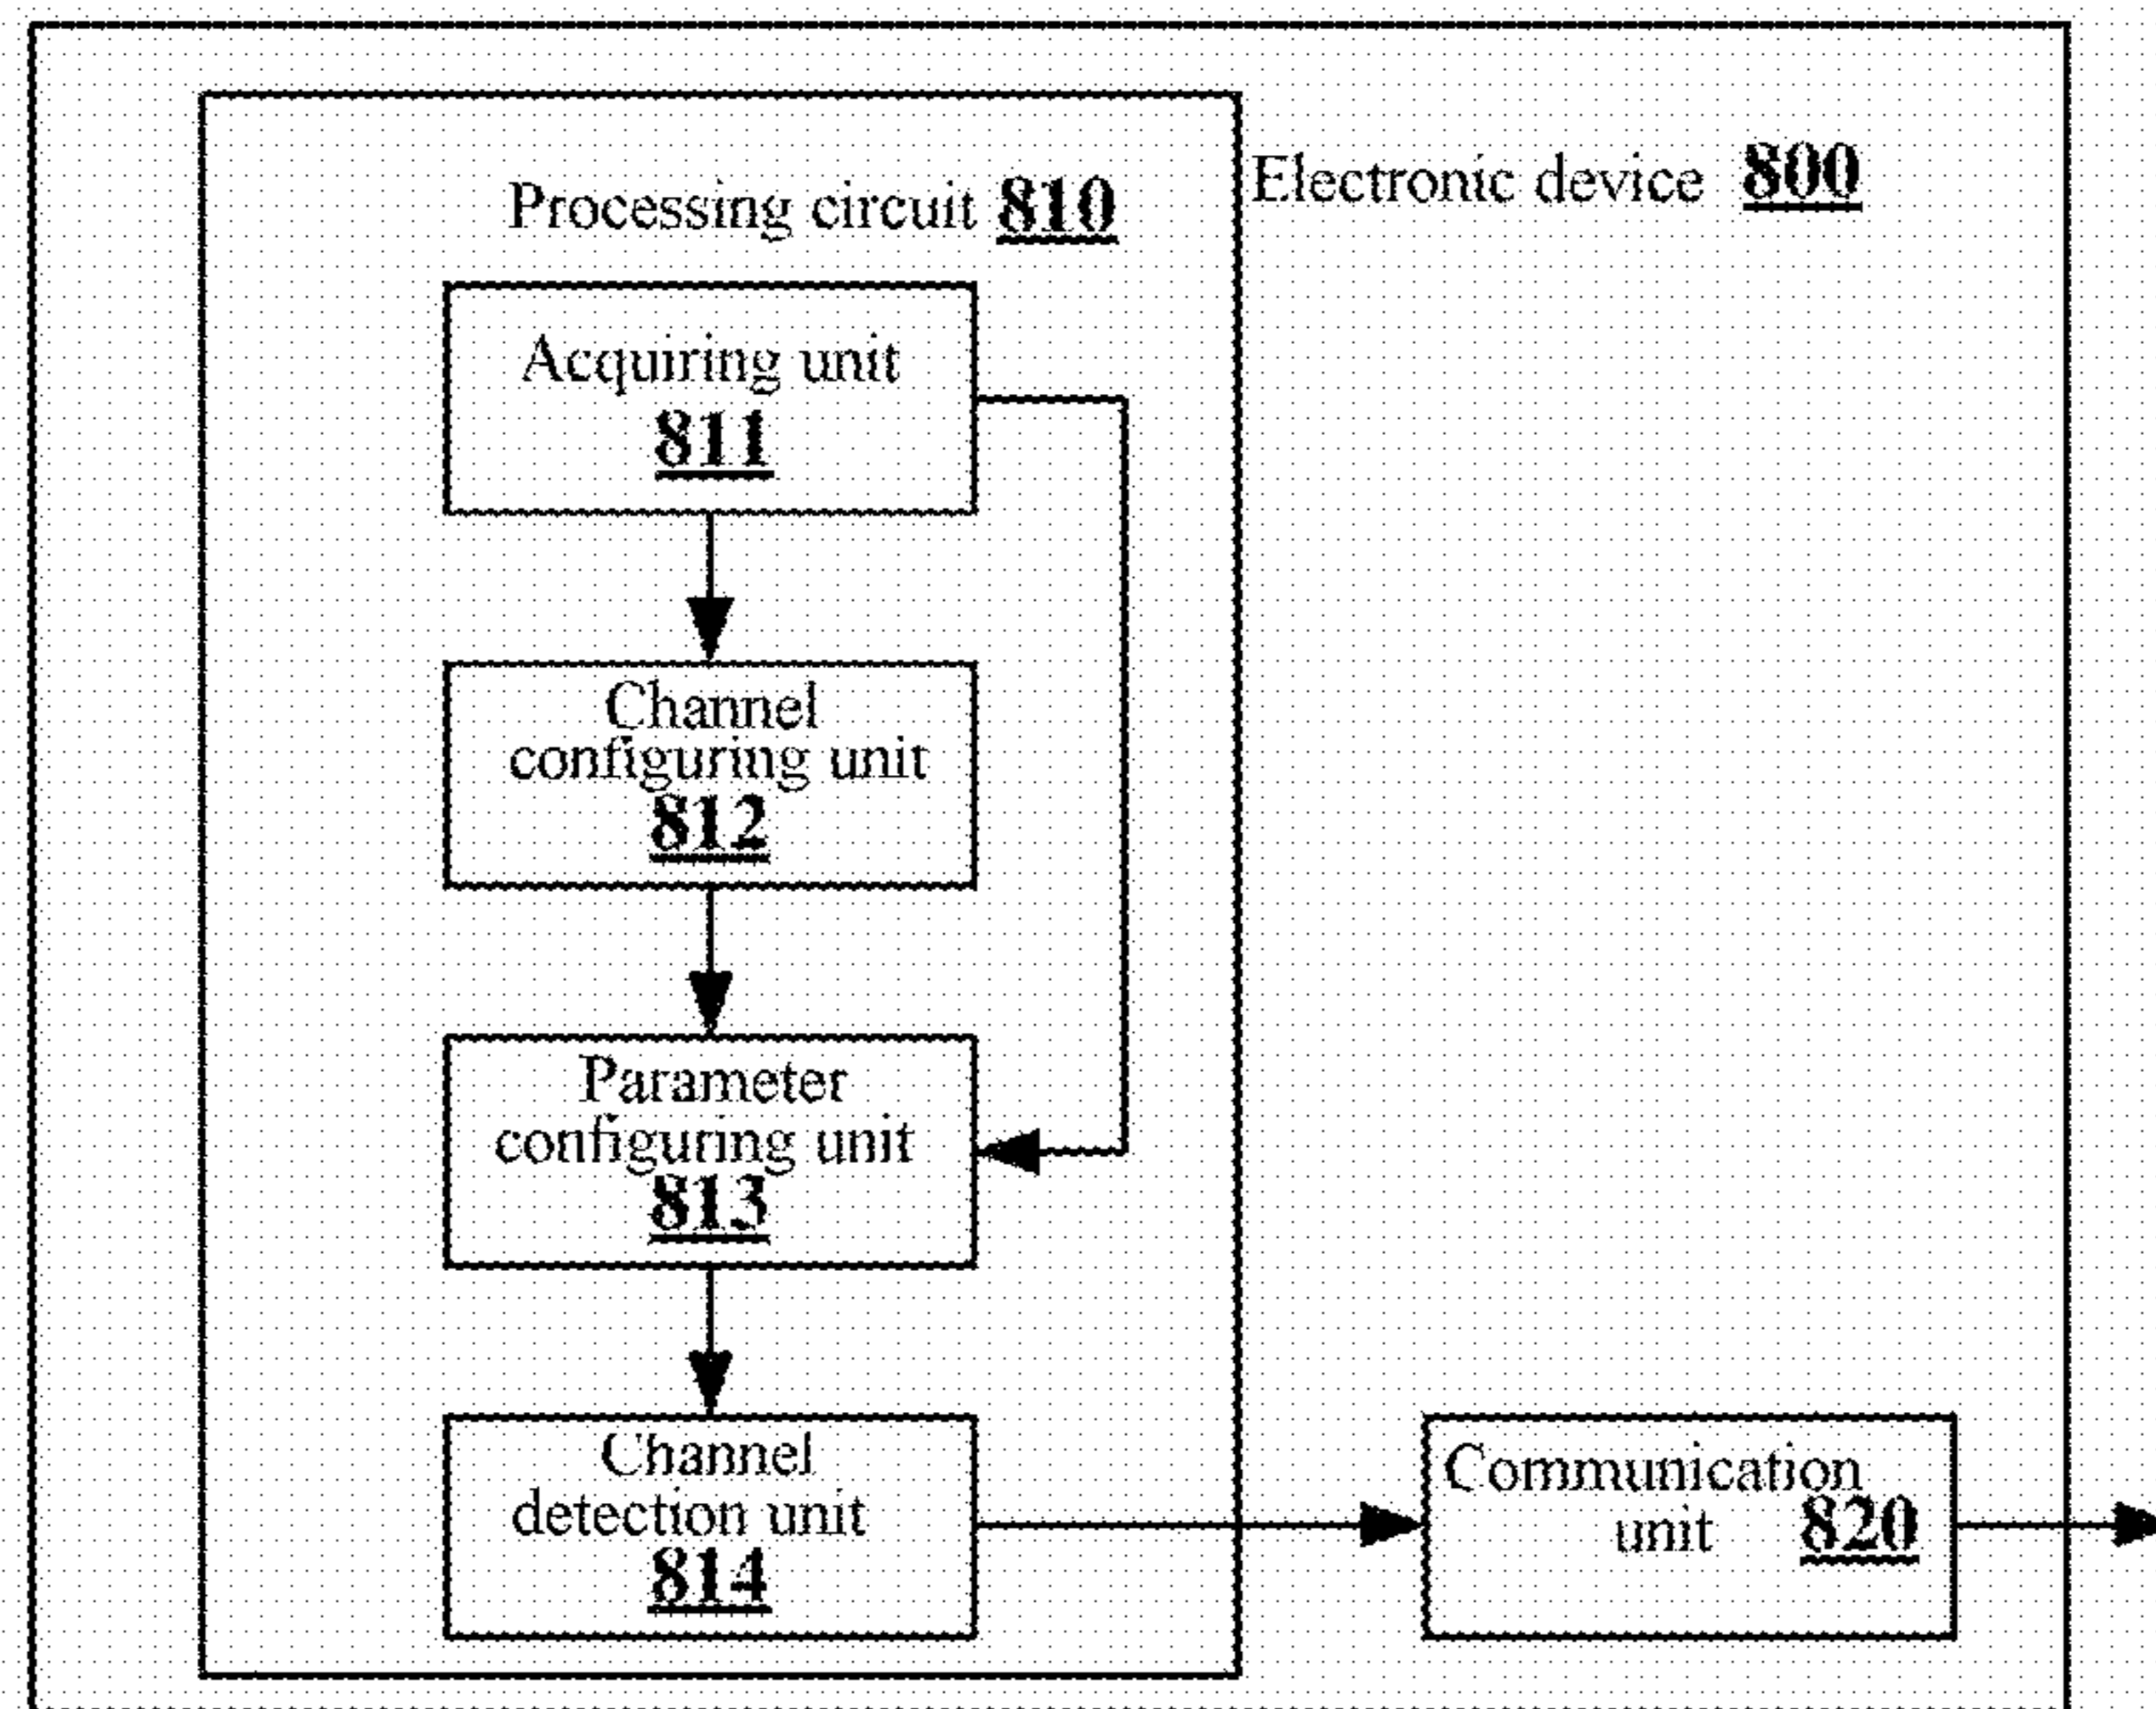 Electronic device 800
Processing circuit 810
Acquiring unit
811
Channel
configuring unit
812
Parameter
configuring unit
813
Channel
detection unit
814
Communication
unit 820